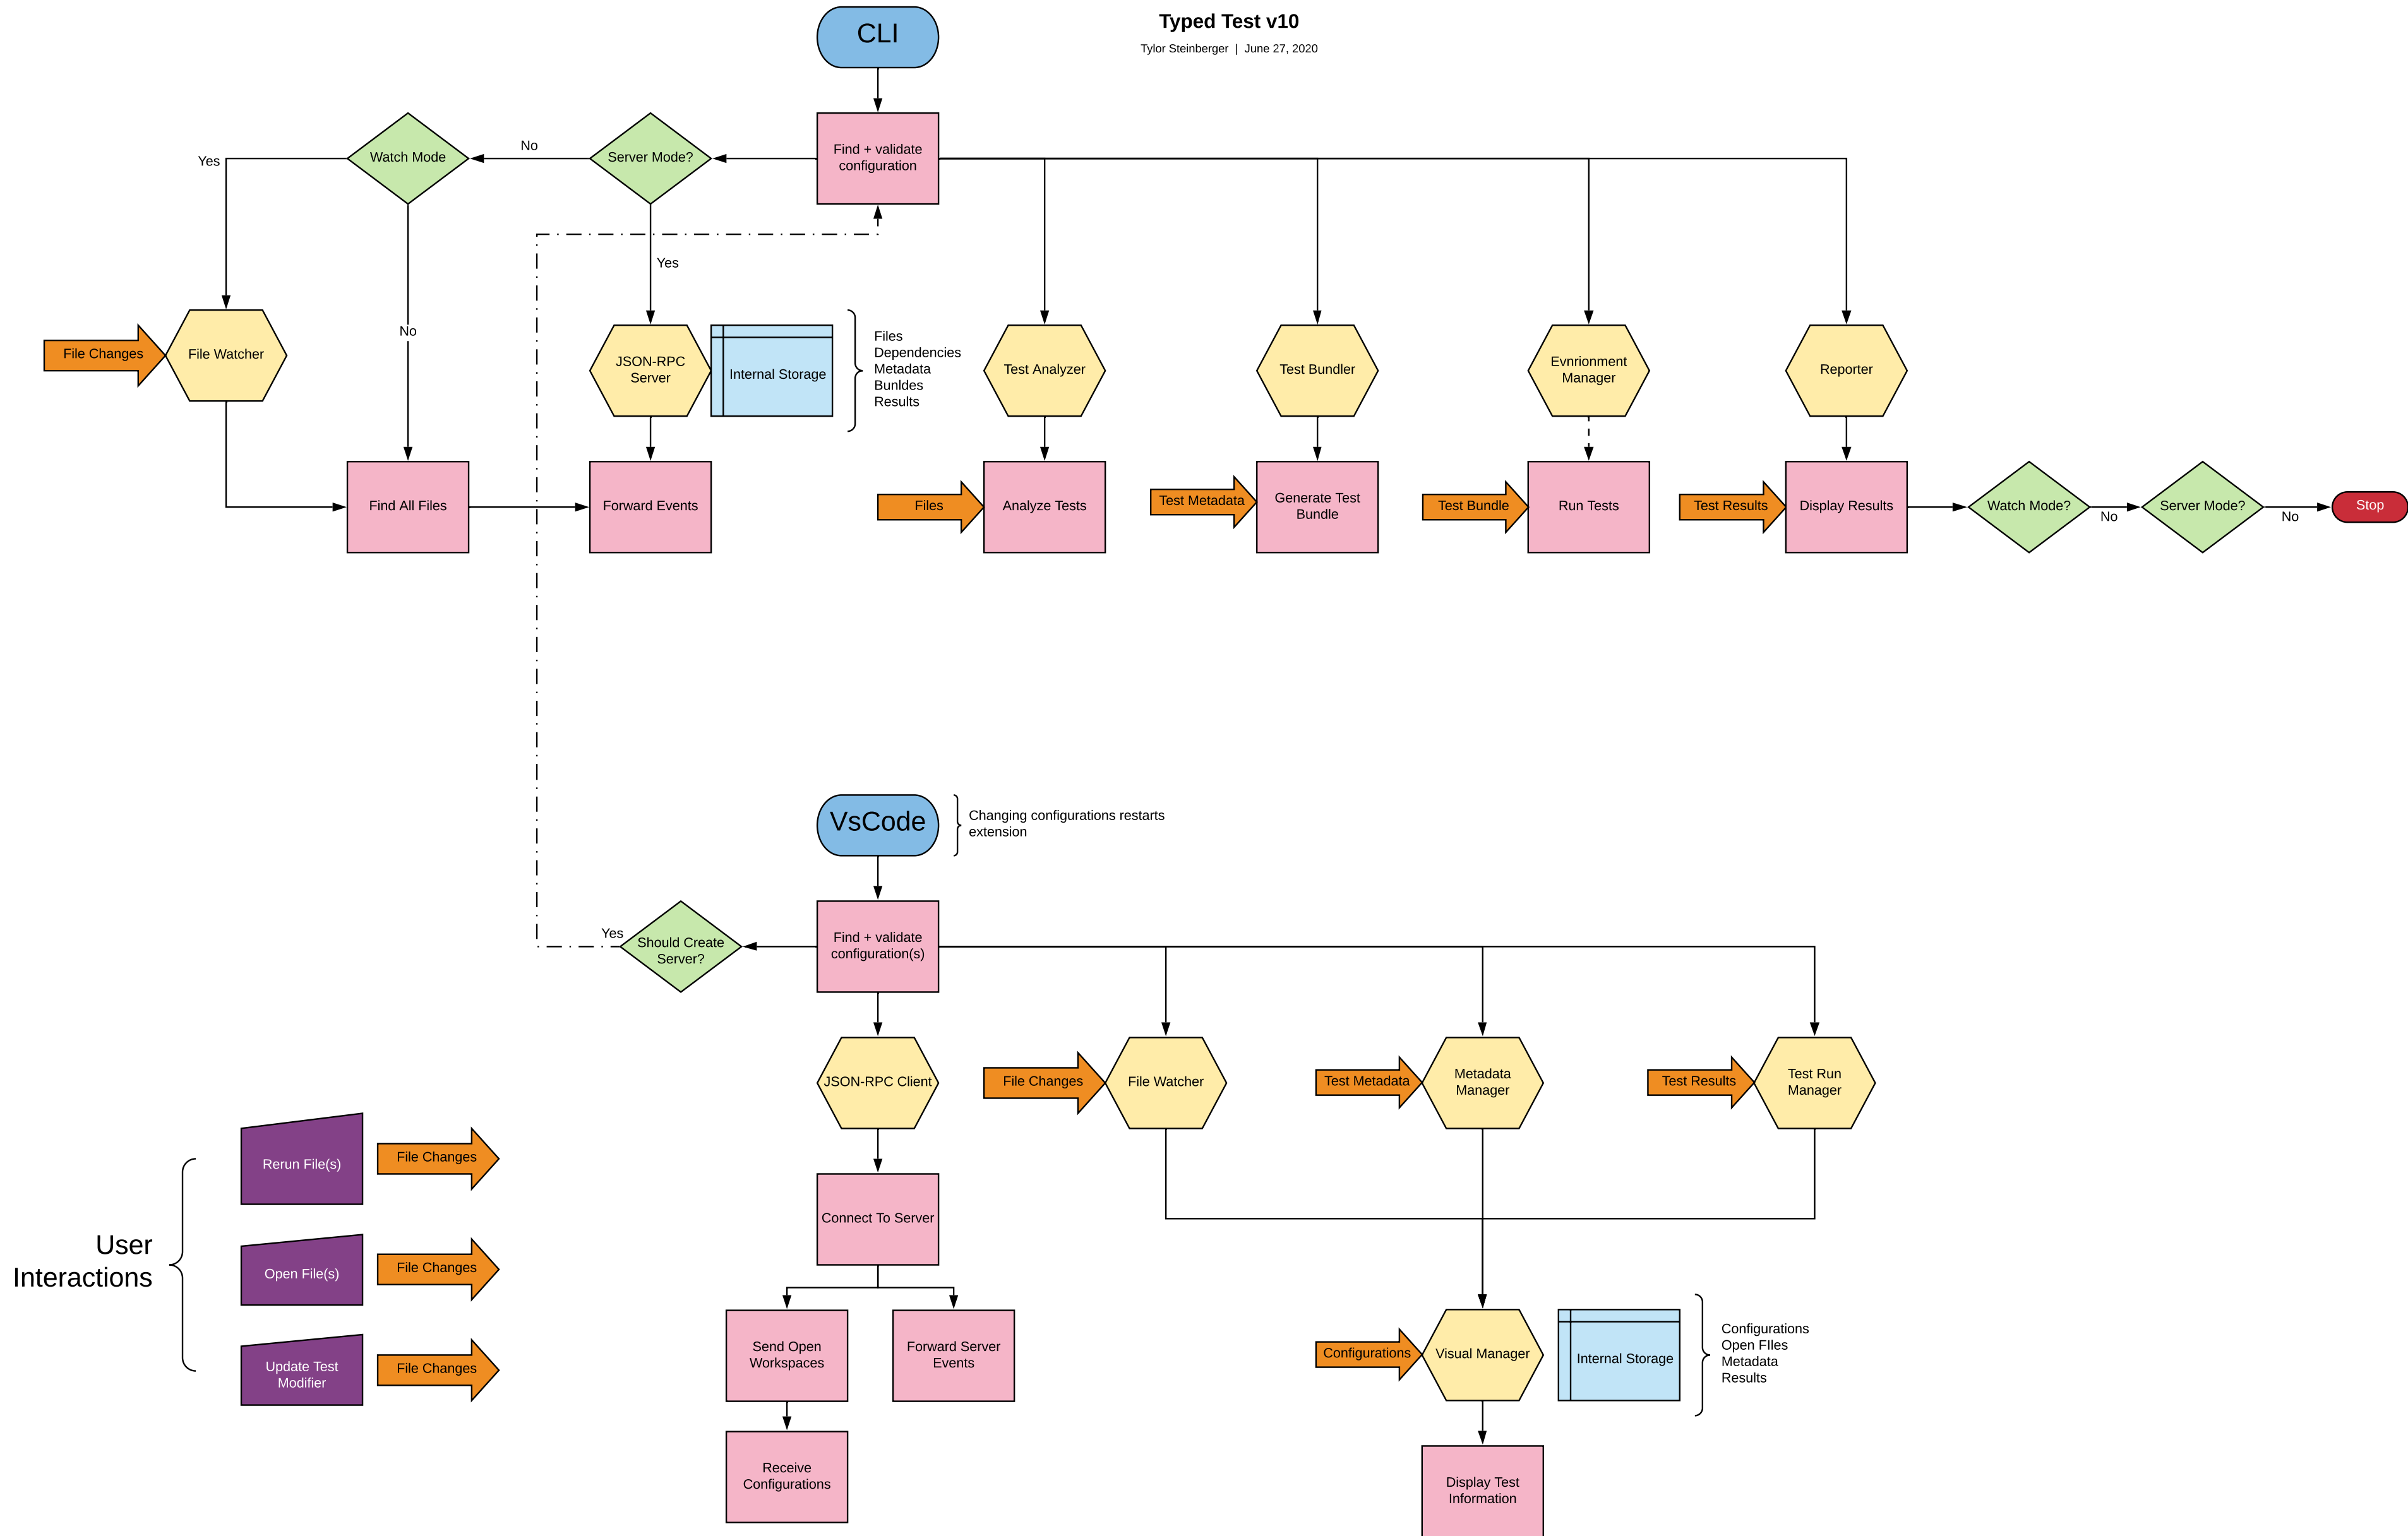 CLI
Typed Test v10
Tylor Steinberger | June 27, 2020
Find + validate
configuration
Server Mode?
No
Watch Mode
Yes
Yes
No
File Changes
File Watcher
JSON-RPC
Server
Internal Storage
Files
Dependencies
Metadata
Bunldes
Results
Test Analyzer
Test Bundler
Evnrionment
Manager
Reporter
Find All Files
Forward Events
Files
Analyze Tests
Test Metadata
Generate Test
Bundle
Test Bundle
Run Tests
Test Results
Display Results
Watch Mode?
No
Server Mode?
No
Stop
VsCode
Changing configurations restarts
extension
Yes
Should Create
Server?
Find + validate
configuration(s)
JSON-RPC Client
File Changes
File Watcher
Test Metadata
Metadata
Manager
Test Results
Test Run
Manager
User
Interactions
Rerun File(s)
File Changes
Open File(s)
File Changes
Update Test
Modifier
File Changes
Connect To Server
Send Open
Workspaces
Forward Server
Events
Receive
Configurations
Configurations
Visual Manager
Internal Storage
Configurations
Open FIles
Metadata
Results
Display Test
Information